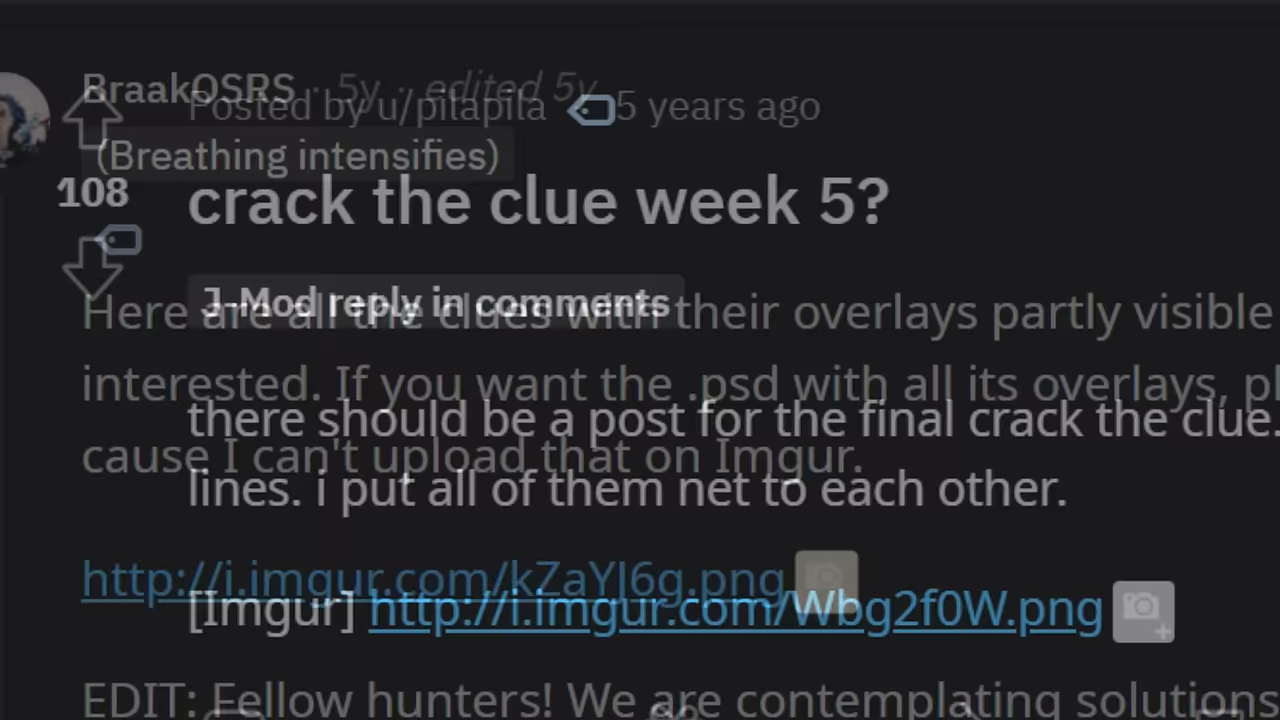 BraakOSRS · 5y · edited 5y
Posted by u/pilapila 5 years ago
(Breathing intensifies)
108
crack the clue week 5?
J-Mod reply in comments
Here are all the clues with their overlays partly visible
interested. If you want the .psd with all its overlays,
there should be a post for the final crack the clue.
cause I can't upload that on Imgur.
lines. i put all of them net to each other.
http://i.imgur.com/kZaYl6g.png
[Imgur] http://i.imgur.com/Wbg2f0W.png
EDIT: Fellow hunters! We are contemplating solutions